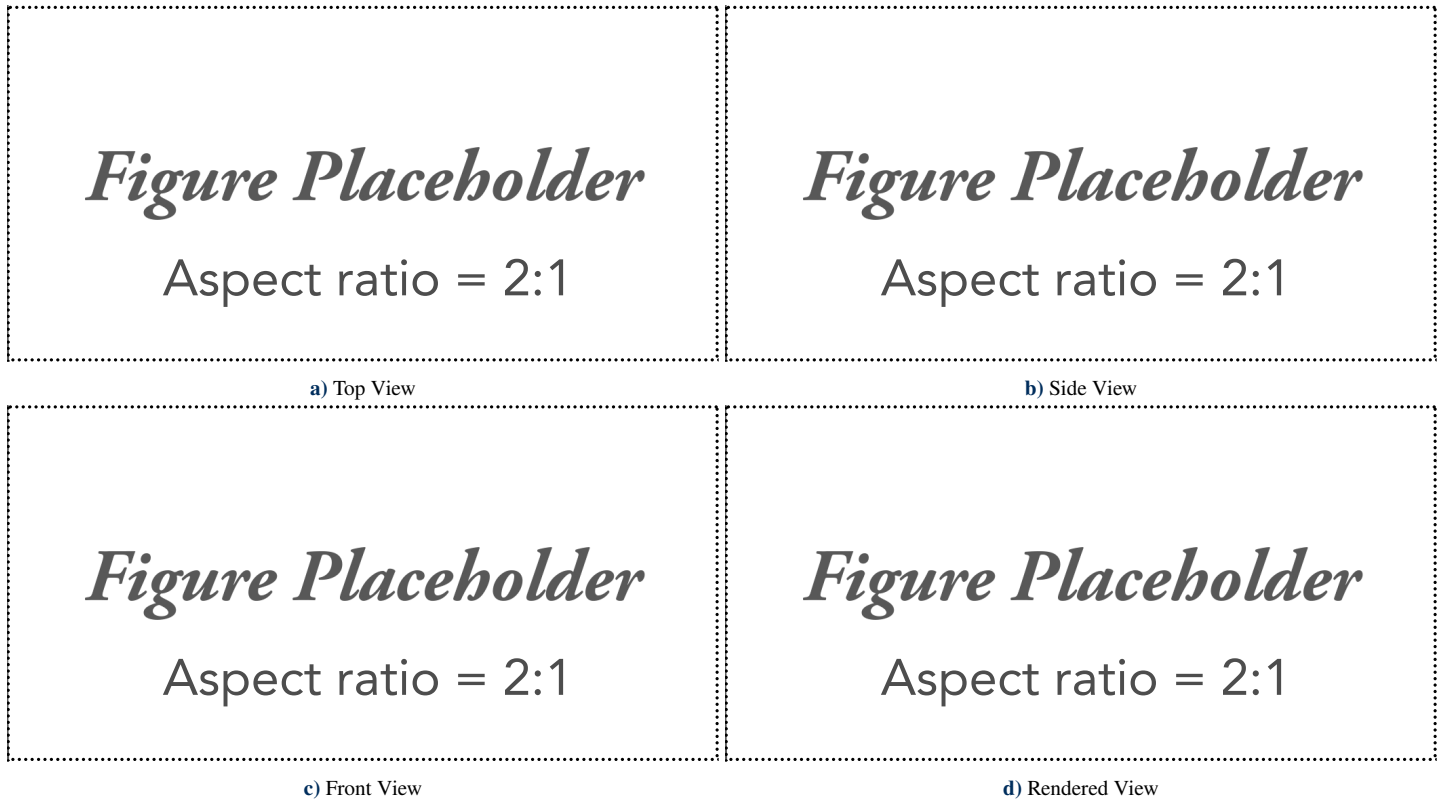 Figure Placeholder
Aspect ratio = 2:1
a) Top View
Figure Placeholder
Aspect ratio = 2:1
b) Side View
Figure Placeholder
Aspect ratio = 2:1
c) Front View
Figure Placeholder
Aspect ratio = 2:1
d) Rendered View